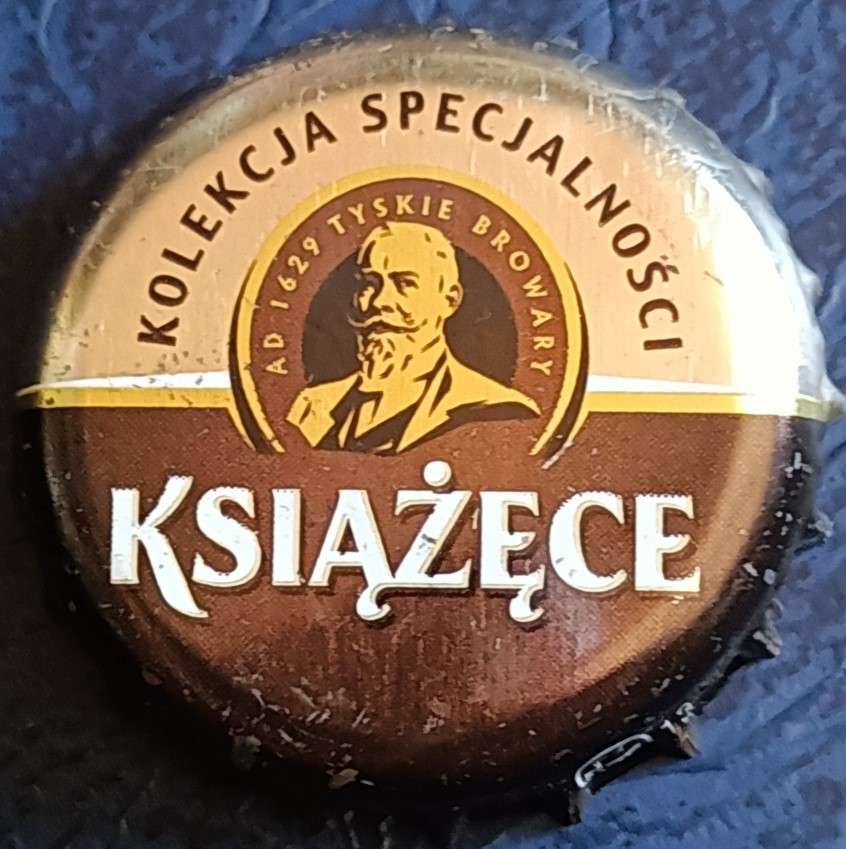 KOLEKCJA SPECJALNOŚCI
AD 1629 TYSKIE BROWARY
KSIĄŻĘCE